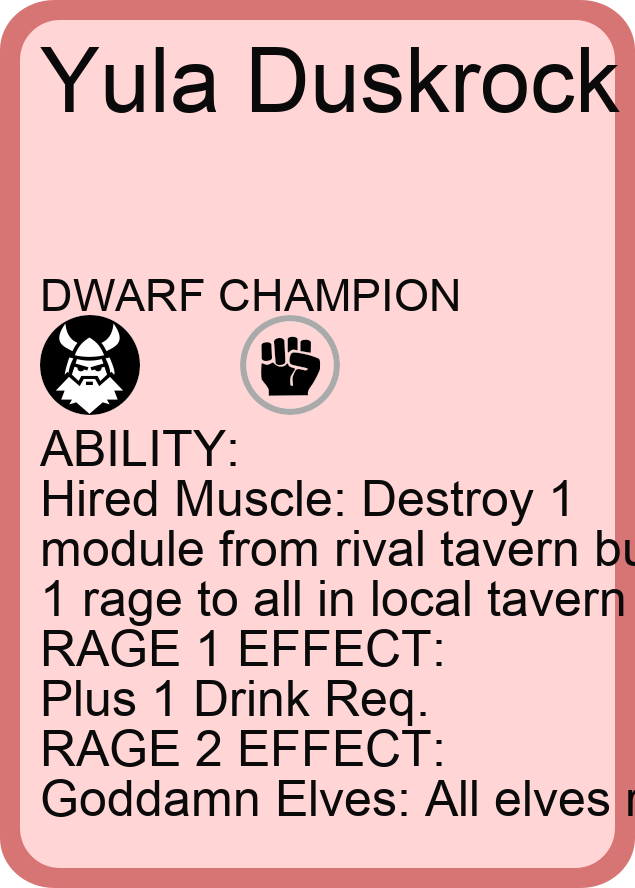 Yula Duskrock
DWARF CHAMPION
ABILITY:
Hired Muscle: Destroy 1
module from rival tavern
1 rage to all in local tavern
RAGE 1 EFFECT:
Plus 1 Drink Req.
RAGE 2 EFFECT:
Goddamn Elves: All elves